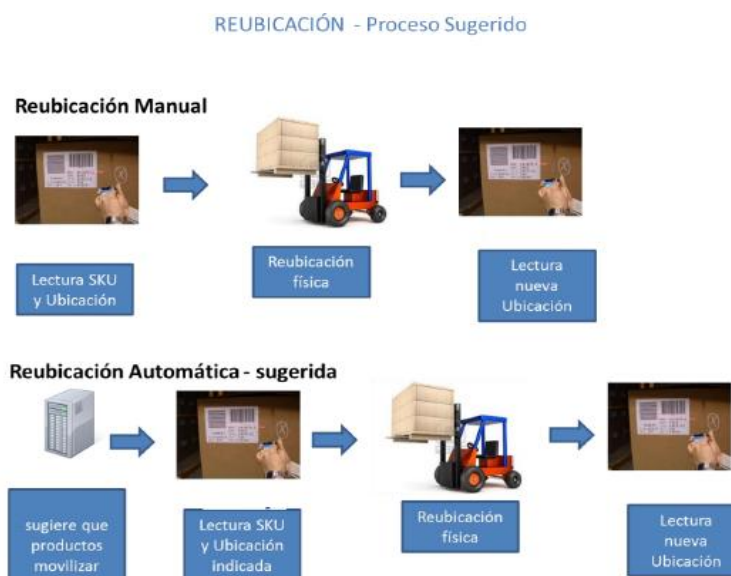 REUBICACIÓN - Proceso Sugerido
Reubicación Manual
Lectura SKU
y Ubicación
Reubicación
física
Lectura
nueva
Ubicación
Reubicación Automática - sugerida
sugiere que
productos
movilizar
Lectura SKU
y Ubicación
indicada
Reubicación
física
Lectura
nueva
Ubicación